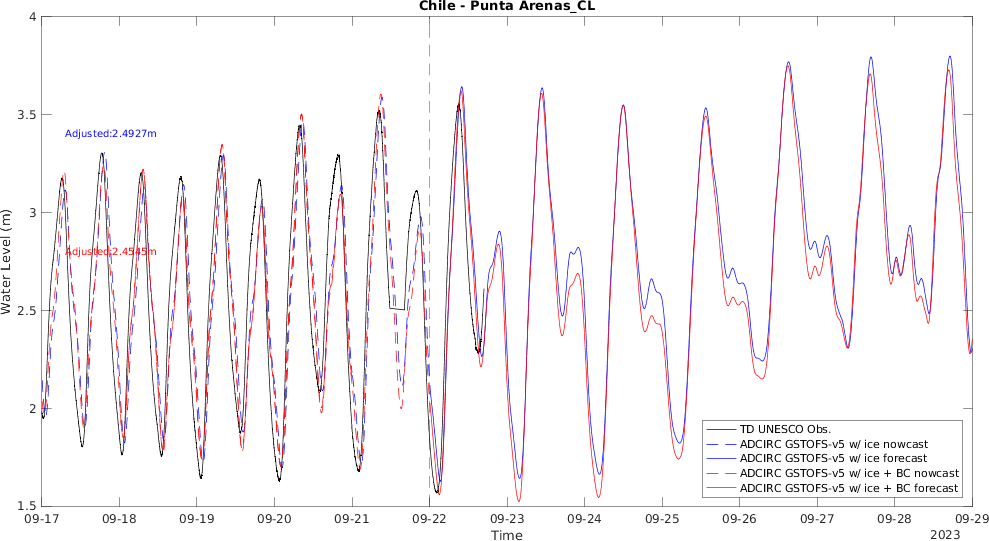 Chile - Punta Arenas_CL
4
3.5
3
2.5
2
1.5
Water Level (m)
Adjusted:2.4927m
Adjusted:2.4545m
TD UNESCO Obs.
ADCIRC GSTOFS-v5 w/ ice nowcast
ADCIRC GSTOFS-v5 w/ ice forecast
ADCIRC GSTOFS-v5 w/ ice + BC nowcast
ADCIRC GSTOFS-v5 w/ ice + BC forecast
09-17 09-18 09-19 09-20 09-21 09-22 09-23 09-24 09-25 09-26 09-27 09-28 09-29
Time
2023